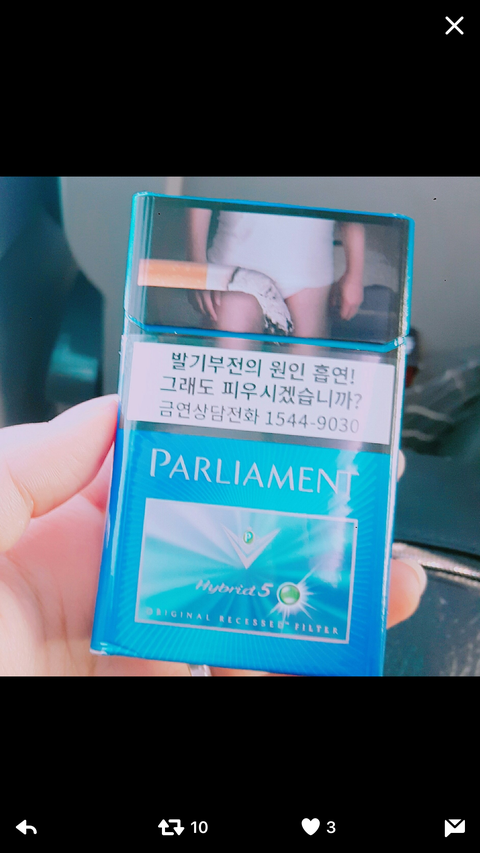 발기부전의 원인 흡연!
그래도 피우시겠습니까?
금연상담전화 1544-9030
PARLIAMENT
P
Hybrid 5
ORIGINAL RECESSED™ FILTER
10
3